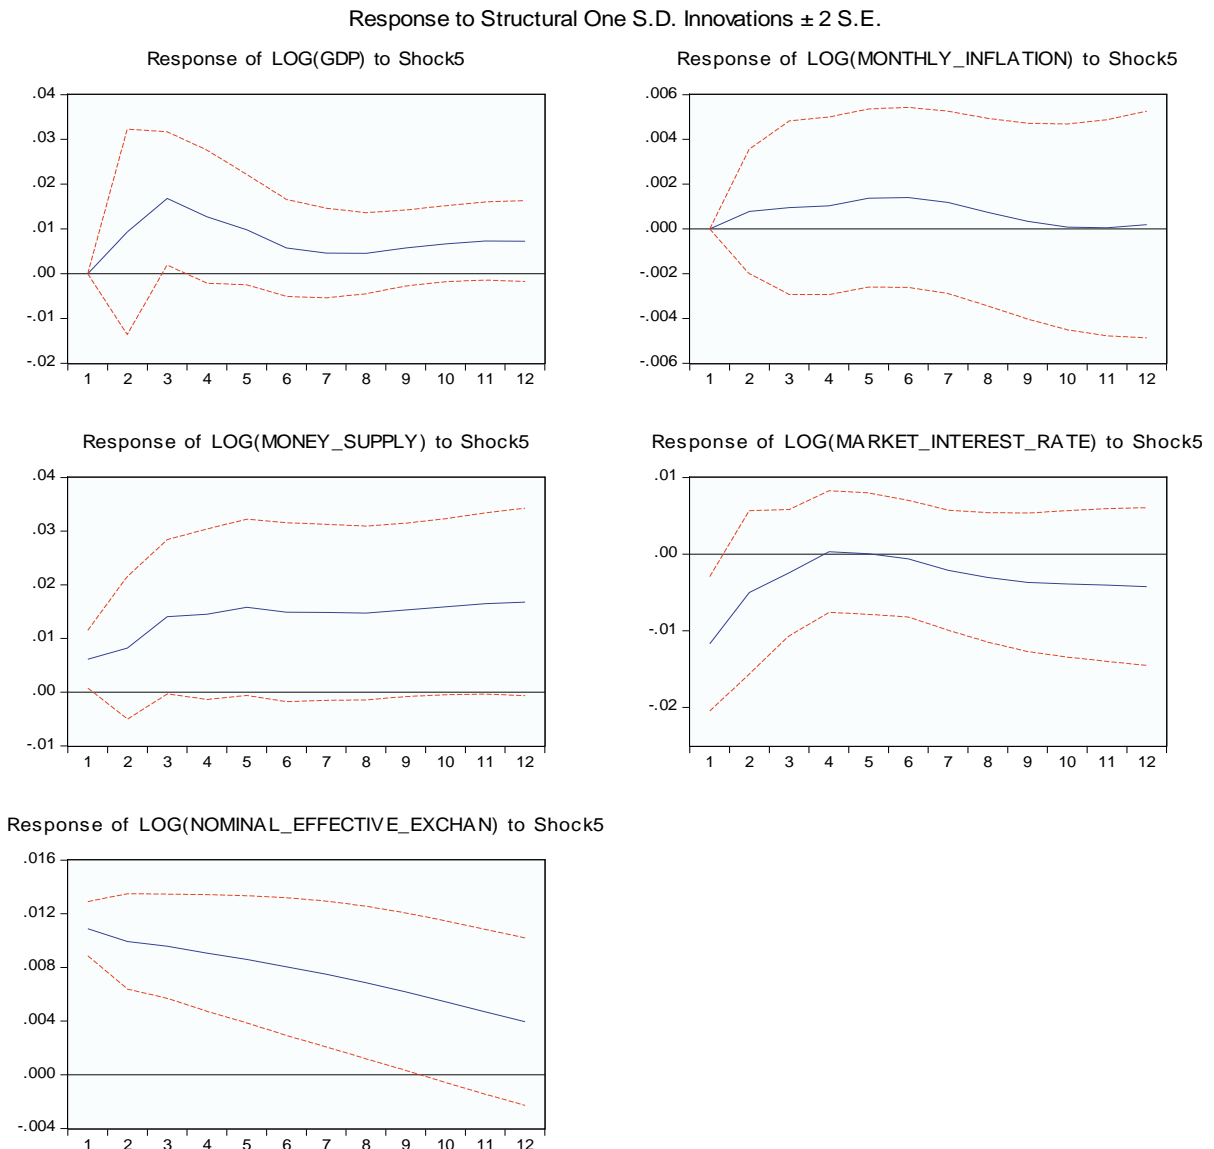 Response to Structural One S.D. Innovations ± 2 S.E.
Response of LOG(GDP) to Shock5
.04
.03
.02
.01
.00
-.01
-.02
1 2 3 4 5 6 7 8 9 10 11 12
Response of LOG(MONTHLY_INFLATION) to Shock5
.006
.004
.002
.000
-.002
-.004
-.006
1 2 3 4 5 6 7 8 9 10 11 12
Response of LOG(MONEY_SUPPLY) to Shock5
.04
.03
.02
.01
.00
-.01
1 2 3 4 5 6 7 8 9 10 11 12
Response of LOG(MARKET_INTEREST_RATE) to Shock5
.01
.00
-.01
-.02
1 2 3 4 5 6 7 8 9 10 11 12
Response of LOG(NOMINAL_EFFECTIVE_EXCHAN) to Shock5
.016
.012
.008
.004
.000
-.004
1 2 3 4 5 6 7 8 9 10 11 12